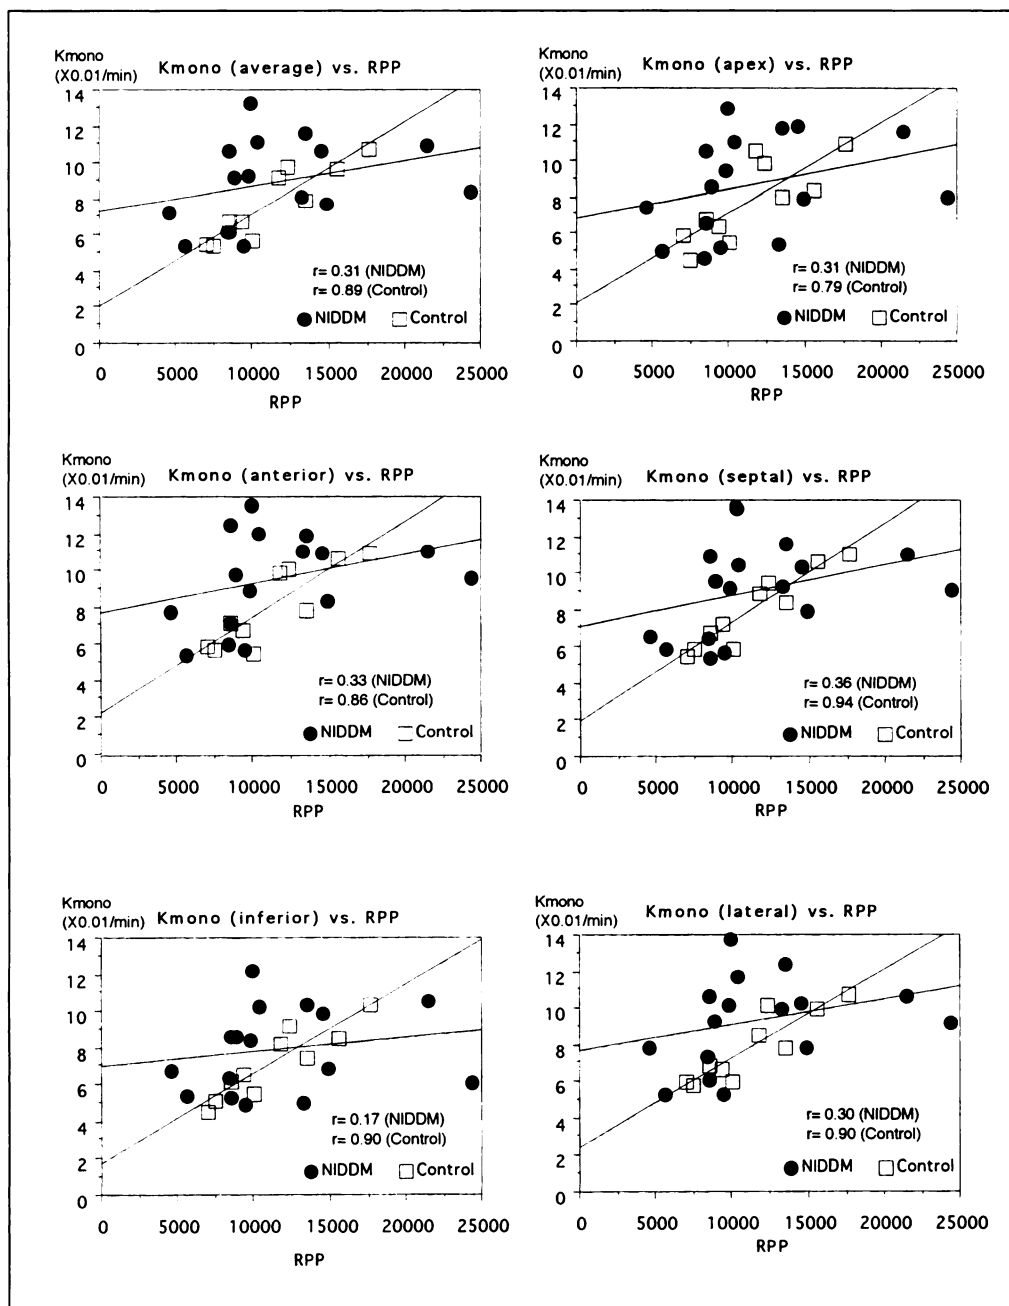 Kmono
(X0.01/min)
Kmono (average) vs. RPP
14
12
10
8
6
4
2
0
r= 0.31 (NIDDM)
r= 0.89 (Control)
NIDDM Control
0 5000 10000 15000 20000 25000
RPP
Kmono
(X0.01/min)
Kmono (apex) vs. RPP
14
12
10
8
6
4
2
0
r= 0.31 (NIDDM)
r= 0.79 (Control)
NIDDM Control
0 5000 10000 15000 20000 25000
RPP
Kmono
(X0.01/min)
Kmono (anterior) vs. RPP
14
12
10
8
6
4
2
0
r= 0.33 (NIDDM)
r= 0.86 (Control)
NIDDM Control
0 5000 10000 15000 20000 25000
RPP
Kmono
(X0.01/min)
Kmono (septal) vs. RPP
14
12
10
8
6
4
2
0
r= 0.36 (NIDDM)
r= 0.94 (Control)
NIDDM Control
0 5000 10000 15000 20000 25000
RPP
Kmono
(X0.01/min)
Kmono (inferior) vs. RPP
14
12
10
8
6
4
2
0
r= 0.17 (NIDDM)
r= 0.90 (Control)
NIDDM Control
0 5000 10000 15000 20000 25000
RPP
Kmono
(X0.01/min)
Kmono (lateral) vs. RPP
14
12
10
8
6
4
2
0
r= 0.30 (NIDDM)
r= 0.90 (Control)
NIDDM Control
0 5000 10000 15000 20000 25000
RPP